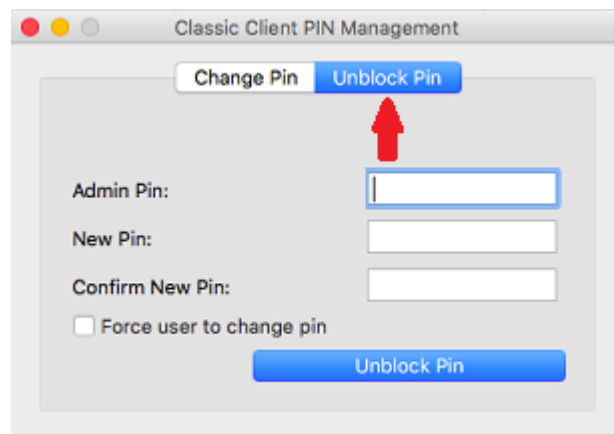 Classic Client PIN Management
Change Pin Unblock Pin
Admin Pin:
New Pin:
Confirm New Pin:
Force user to change pin
Unblock Pin